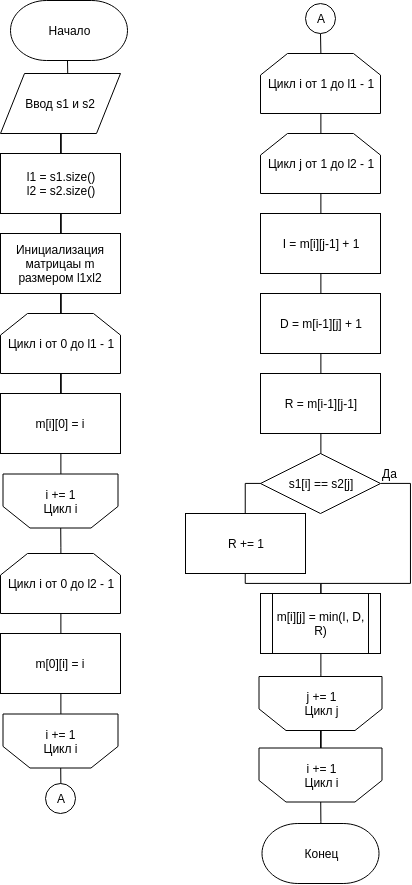 Начало
Ввод s1 и s2
l1 = s1.size()
l2 = s2.size()
Инициализация
матрицаы m
размером l1xl2
Цикл i от 0 до l1 - 1
m[i][0] = i
i += 1
Цикл i
Цикл i от 0 до l2 - 1
m[0][i] = i
i += 1
Цикл i
А
А
Цикл i от 1 до l1 - 1
Цикл j от 1 до l2 - 1
I = m[i][j-1] + 1
D = m[i-1][j] + 1
R = m[i-1][j-1]
s1[i] == s2[j]
Да
R += 1
m[i][j] = min(I, D,
R)
j += 1
Цикл j
i += 1
Цикл i
Конец